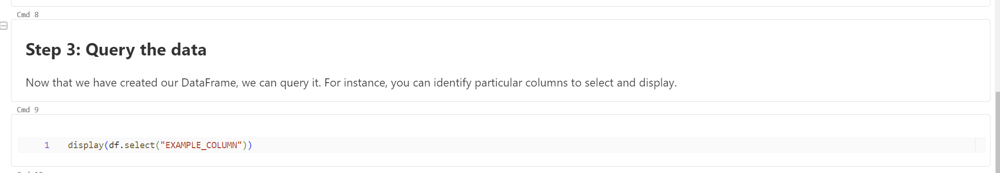 Cmd 8
Step 3: Query the data
Now that we have created our DataFrame, we can query it. For instance, you can identify particular columns to select and display.
Cmd 9
1 display(df.select("EXAMPLE_COLUMN"))